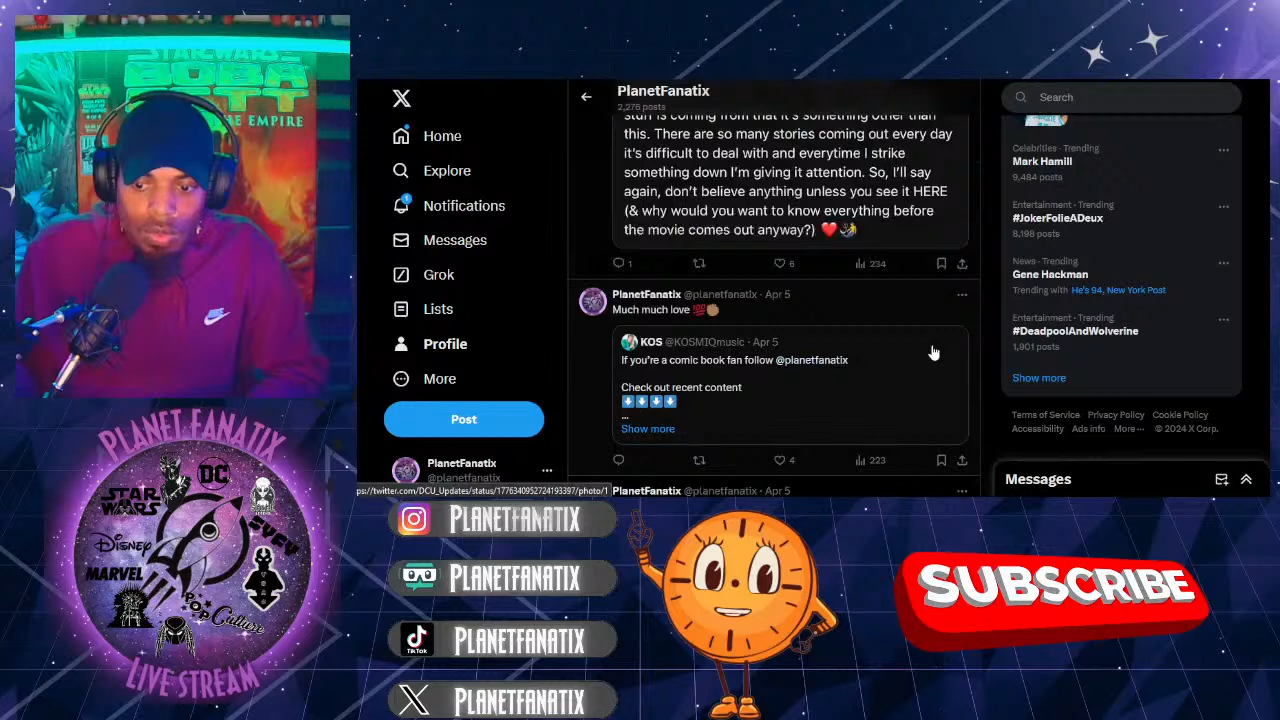 STAR WARS
BOBA
FETT
THE EMPIRE
PLANET FANATIX
DC
STAR WARS
Disney
MARVEL
POP Culture
LIVE STREAM
Home
Explore
Notifications
Messages
Grok
Lists
Profile
More
Post
PlanetFanatix
@planetfanatix
ps://twitter.com/DCU_Updates/status/1776340952724193397/photo/1
PlanetFanatix
2,276 posts
stuff is coming from that it's something other than
this. There are so many stories coming out every day
it's difficult to deal with and everytime I strike
something down I'm giving it attention. So, I'll say
again, don't believe anything unless you see it HERE
(& why would you want to know everything before
the movie comes out anyway?) ❤️
1 6 234
PlanetFanatix @planetfanatix · Apr 5
Much much love 💯✊🏽
KOS @KOSMIQmusic · Apr 5
If you're a comic book fan follow @planetfanatix
Check out recent content
⬇️⬇️⬇️⬇️
...
Show more
4 223
PlanetFanatix @planetfanatix · Apr 5
Search
Celebrities · Trending
Mark Hamill
9,484 posts
Entertainment · Trending
#JokerFolieADeux
8,198 posts
News · Trending
Gene Hackman
Trending with He's 94, New York Post
Entertainment · Trending
#DeadpoolAndWolverine
1,901 posts
Show more
Terms of Service Privacy Policy Cookie Policy
Accessibility Ads info More ··· © 2024 X Corp.
Messages
PLANETFANATIX
PLANETFANATIX
TikTok
PLANETFANATIX
PLANETFANATIX
SUBSCRIBE